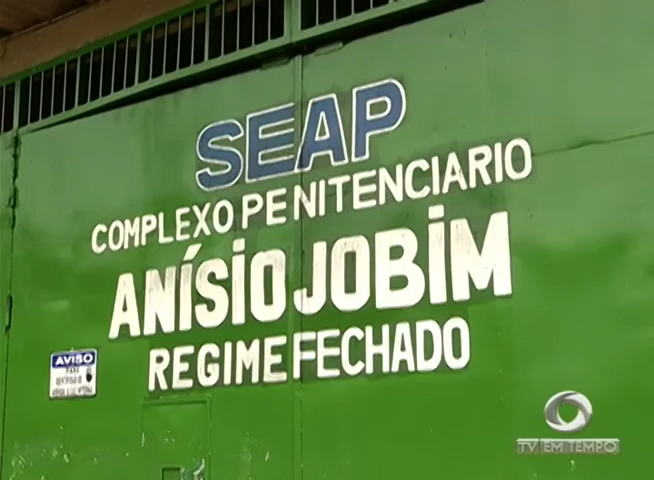 SEAP
COMPLEXO PENITENCIARIO
ANÍSIO JOBIM
REGIME FECHADO
AVISO
TV EM TEMPO